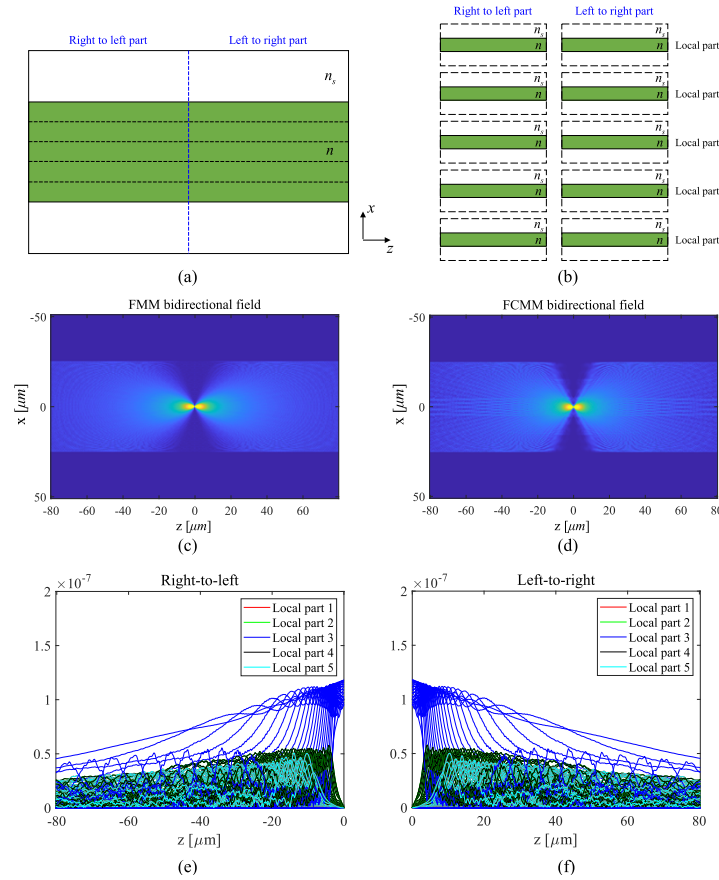 Right to left part
Left to right part
n_s
n
x
z
(a)
Right to left part
Left to right part
n_s
n
n_s
n
Local part
n_s
n
n_s
n
Local part
n_s
n
n_s
n
Local part
n_s
n
n_s
n
Local part
n_s
n
n_s
n
Local part
(b)
FMM bidirectional field
-50
0
50
x [μm]
-80 -60 -40 -20 0 20 40 60
z [μm]
(c)
FCMM bidirectional field
-50
0
50
x [μm]
-80 -60 -40 -20 0 20 40 60 80
z [μm]
(d)
Right-to-left
×10^-7
2
1.5
1
0.5
0
Local part 1
Local part 2
Local part 3
Local part 4
Local part 5
-80 -60 -40 -20 0
z [μm]
(e)
Left-to-right
×10^-7
2
1.5
1
0.5
0
Local part 1
Local part 2
Local part 3
Local part 4
Local part 5
0 20 40 60 80
z [μm]
(f)